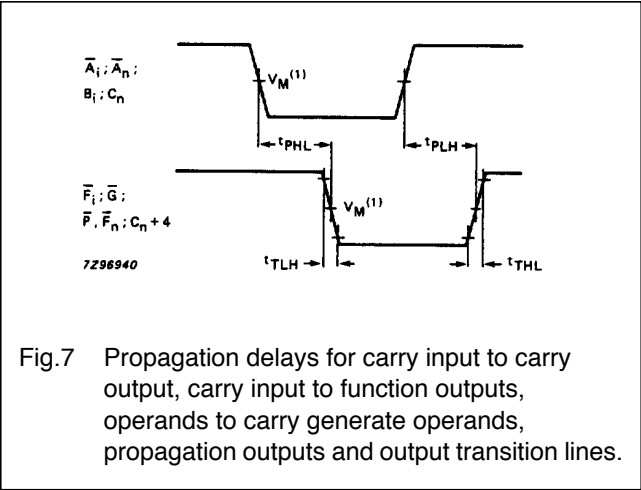 A̅i ; A̅n ;
Bi ; Cn
VM(1)
tPHL
tPLH
F̅i ; G̅ ;
P̅ , F̅n ; Cn + 4
VM(1)
7Z96940
tTLH
tTHL
Fig.7 Propagation delays for carry input to carry
output, carry input to function outputs,
operands to carry generate operands,
propagation outputs and output transition lines.